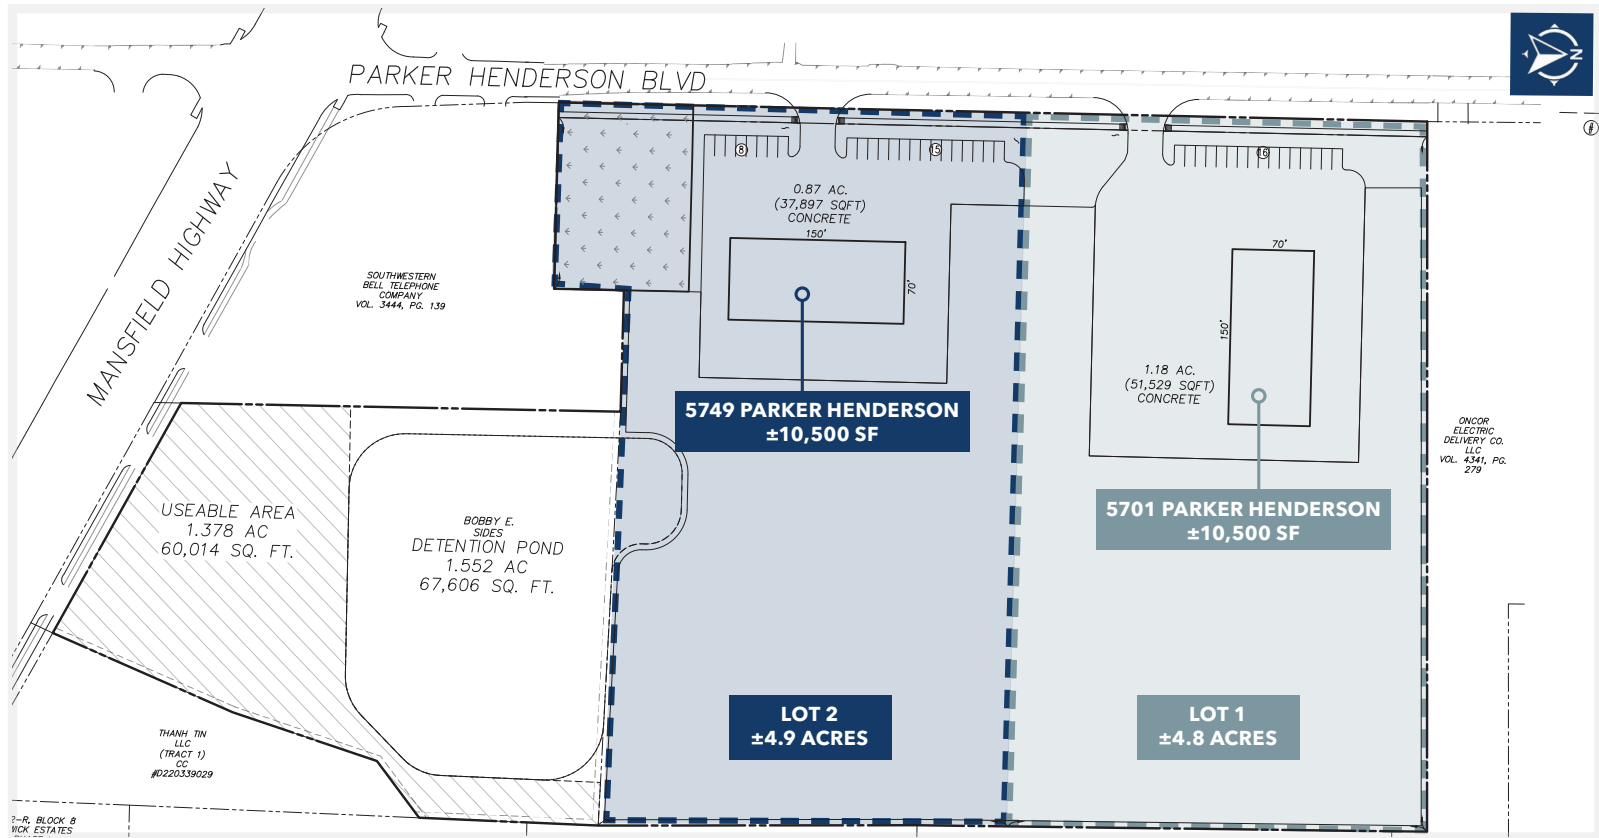 N
PARKER HENDERSON BLVD
#
MANSFIELD HIGHWAY
8
15
16
0.87 AC.
(37,897 SQFT)
CONCRETE
150'
70'
70'
150'
SOUTHWESTERN
BELL TELEPHONE
COMPANY
VOL. 3444, PG. 139
1.18 AC.
(51,529 SQFT)
CONCRETE
5749 PARKER HENDERSON
±10,500 SF
ONCOR
ELECTRIC
DELIVERY CO.
LLC
VOL. 4341, PG.
279
5701 PARKER HENDERSON
±10,500 SF
USEABLE AREA
1.378 AC
60,014 SQ. FT.
BOBBY E.
SIDES
DETENTION POND
1.552 AC
67,606 SQ. FT.
LOT 2
±4.9 ACRES
LOT 1
±4.8 ACRES
THANH TIN
LLC
(TRACT 1)
CC
#D220339029
2-R, BLOCK 8
WICK ESTATES